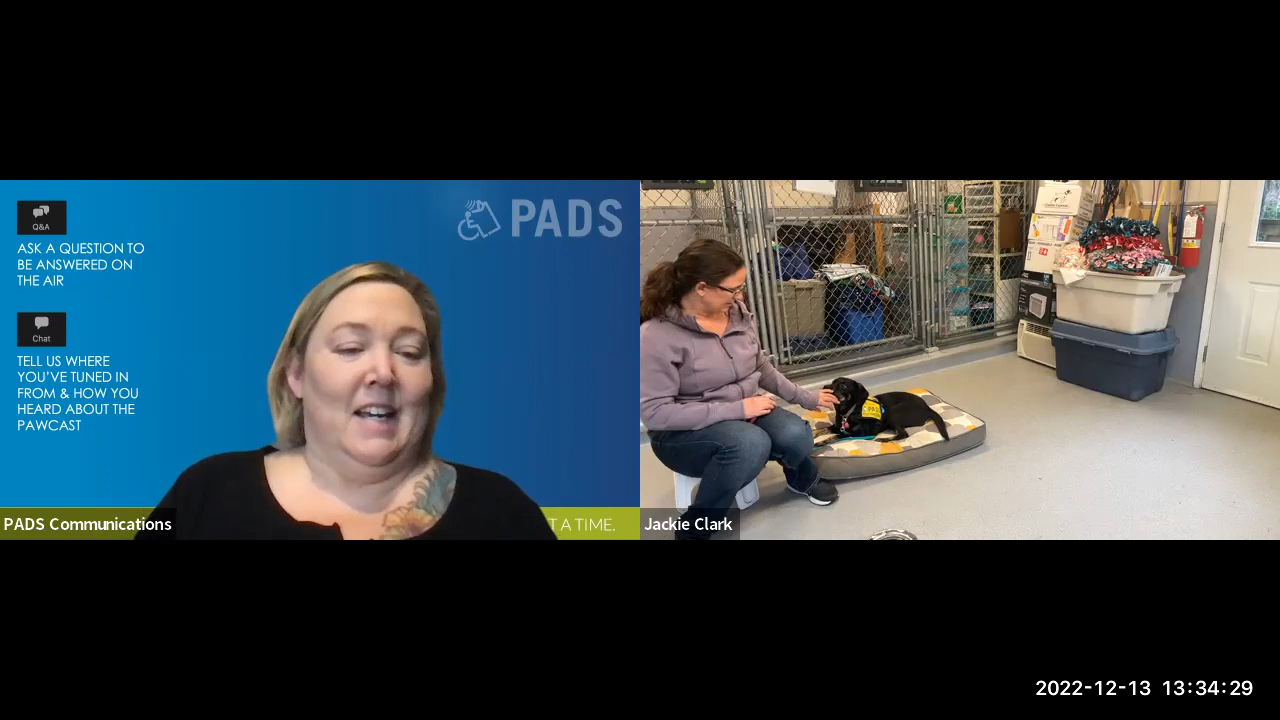 PADS
Q&A
ASK A QUESTION TO
BE ANSWERED ON
THE AIR
Chat
TELL US WHERE
YOU'VE TUNED IN
FROM & HOW YOU
HEARD ABOUT THE
PAWCAST
T A TIME.
PADS Communications
Jackie Clark
2022-12-13 13:34:29